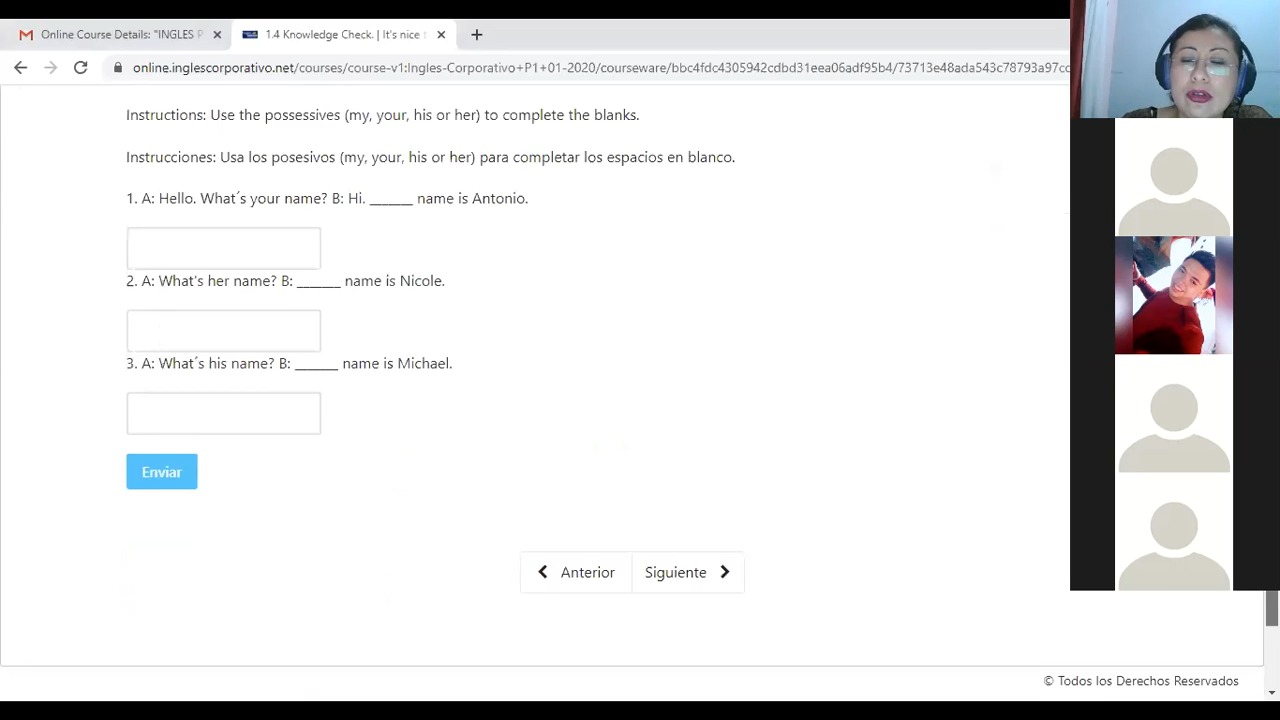 Online Course Details: "INGLES P
1.4 Knowledge Check. | It's nice t
online.inglescorporativo.net/courses/course-v1:Ingles-Corporativo+P1+01-2020/courseware/bbc4fdc4305942cdbd31eea06adf95b4/73713e48ada543c78793a97cc
Instructions: Use the possessives (my, your, his or her) to complete the blanks.
Instrucciones: Usa los posesivos (my, your, his or her) para completar los espacios en blanco.
1. A: Hello. What´s your name? B: Hi. _______ name is Antonio.
2. A: What's her name? B: _______ name is Nicole.
3. A: What´s his name? B: _______ name is Michael.
Enviar
Anterior Siguiente
© Todos los Derechos Reservados